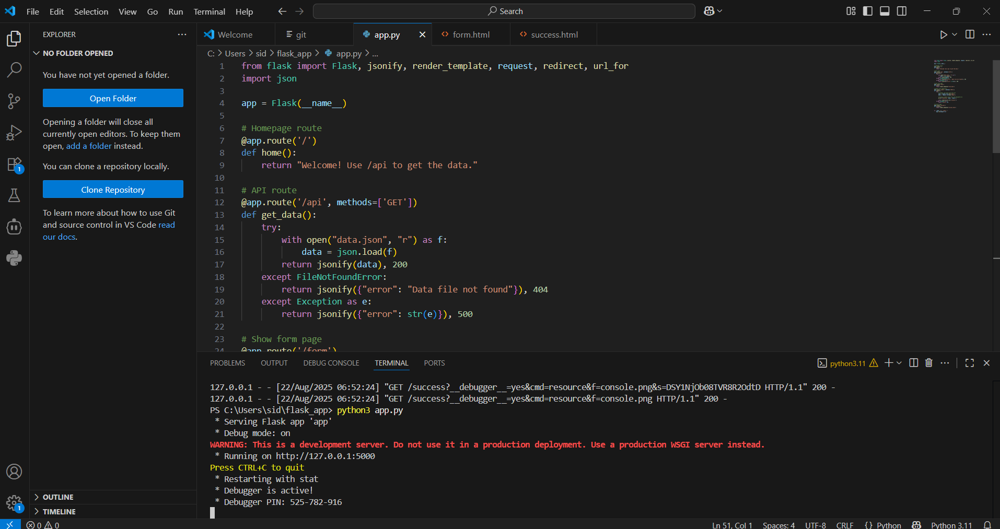 File Edit Selection View Go Run Terminal Help
Search
EXPLORER
NO FOLDER OPENED
You have not yet opened a folder.
Open Folder
Opening a folder will close all
currently open editors. To keep them
open, add a folder instead.
You can clone a repository locally.
Clone Repository
To learn more about how to use Git
and source control in VS Code read
our docs.
OUTLINE
TIMELINE
1
1
Welcome git app.py form.html success.html
C: > Users > sid > flask_app > app.py > ...
1 from flask import Flask, jsonify, render_template, request, redirect, url_for
2 import json
3
4 app = Flask(__name__)
5
6 # Homepage route
7 @app.route('/')
8 def home():
9     return "Welcome! Use /api to get the data."
10
11 # API route
12 @app.route('/api', methods=['GET'])
13 def get_data():
14     try:
15         with open("data.json", "r") as f:
16             data = json.load(f)
17         return jsonify(data), 200
18     except FileNotFoundError:
19         return jsonify({"error": "Data file not found"}), 404
20     except Exception as e:
21         return jsonify({"error": str(e)}), 500
22
23 # Show form page
24 @app.route('/form')
PROBLEMS OUTPUT DEBUG CONSOLE TERMINAL PORTS
python3.11
127.0.0.1 - - [22/Aug/2025 06:52:24] "GET /success?__debugger__=yes&cmd=resource&f=console.png&s=DSY1NjOb08TVR8R2OdtD HTTP/1.1" 200 -
127.0.0.1 - - [22/Aug/2025 06:52:24] "GET /success?__debugger__=yes&cmd=resource&f=console.png HTTP/1.1" 200 -
PS C:\Users\sid\flask_app> python3 app.py
 * Serving Flask app 'app'
 * Debug mode: on
WARNING: This is a development server. Do not use it in a production deployment. Use a production WSGI server instead.
 * Running on http://127.0.0.1:5000
Press CTRL+C to quit
 * Restarting with stat
 * Debugger is active!
 * Debugger PIN: 525-782-916
0 0
Ln 51, Col 1 Spaces: 4 UTF-8 CRLF {} Python Python 3.11